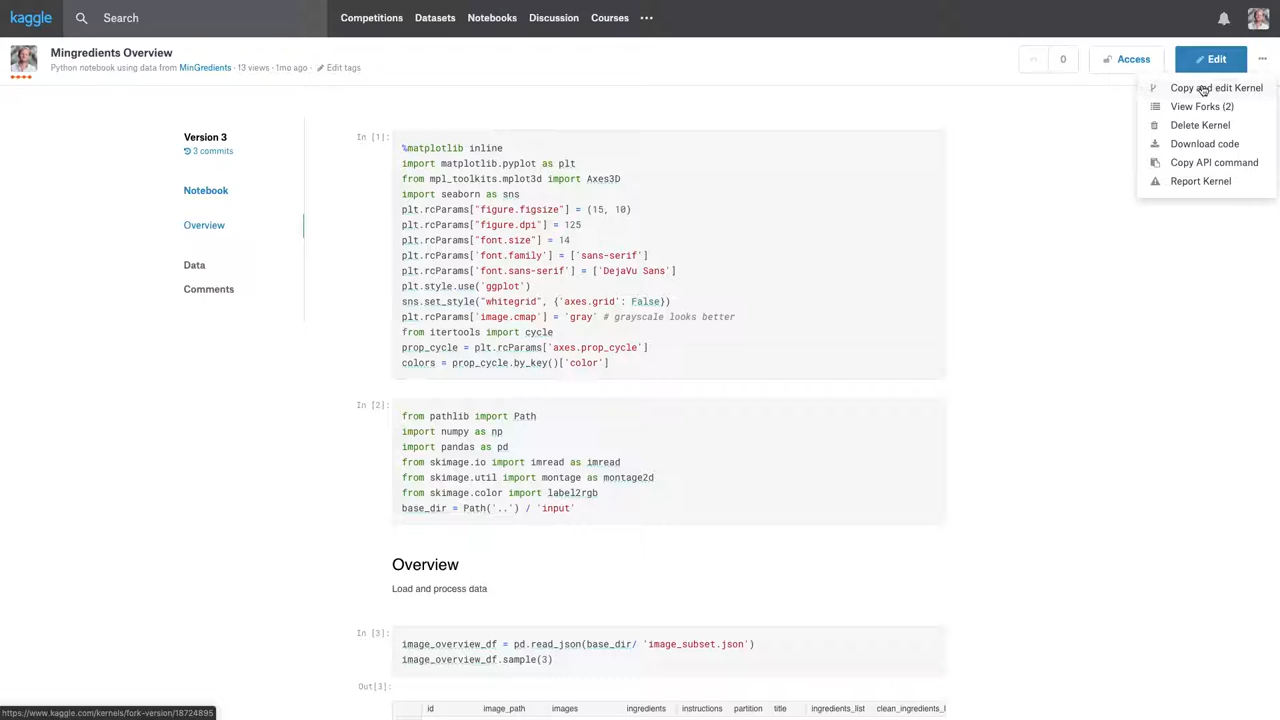 kaggle
Search
Competitions Datasets Notebooks Discussion Courses
Mingredients Overview
Python notebook using data from MinGredients · 13 views · 1mo ago · Edit tags
0
Access
Edit
Copy and edit Kernel
View Forks (2)
Delete Kernel
Download code
Copy API command
Report Kernel
Version 3
3 commits
Notebook
Overview
Data
Comments
In [1]:
%matplotlib inline
import matplotlib.pyplot as plt
from mpl_toolkits.mplot3d import Axes3D
import seaborn as sns
plt.rcParams["figure.figsize"] = (15, 10)
plt.rcParams["figure.dpi"] = 125
plt.rcParams["font.size"] = 14
plt.rcParams['font.family'] = ['sans-serif']
plt.rcParams['font.sans-serif'] = ['DejaVu Sans']
plt.style.use('ggplot')
sns.set_style("whitegrid", {'axes.grid': False})
plt.rcParams['image.cmap'] = 'gray' # grayscale looks better
from itertools import cycle
prop_cycle = plt.rcParams['axes.prop_cycle']
colors = prop_cycle.by_key()['color']
In [2]:
from pathlib import Path
import numpy as np
import pandas as pd
from skimage.io import imread as imread
from skimage.util import montage as montage2d
from skimage.color import label2rgb
base_dir = Path('..') / 'input'
Overview
Load and process data
In [3]:
image_overview_df = pd.read_json(base_dir/ 'image_subset.json')
image_overview_df.sample(3)
Out[3]:
id image_path images ingredients instructions partition title ingredients_list clean_ingredients_l
https://www.kaggle.com/kernels/fork-version/18724895